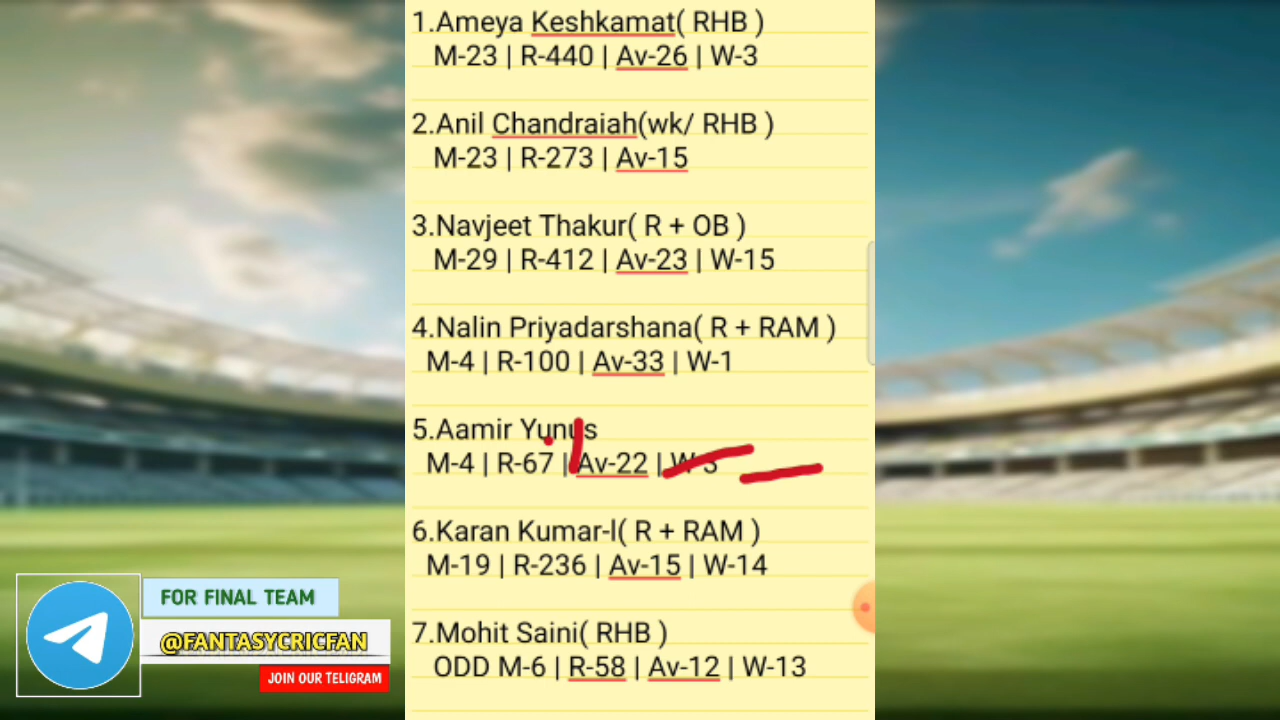 1.Ameya Keshkamat( RHB )
M-23 | R-440 | Av-26 | W-3
2.Anil Chandraiah(wk/ RHB )
M-23 | R-273 | Av-15
3.Navjeet Thakur( R + OB )
M-29 | R-412 | Av-23 | W-15
4.Nalin Priyadarshana( R + RAM )
M-4 | R-100 | Av-33 | W-1
5.Aamir Yunus
M-4 | R-67 | Av-22 | W-3
6.Karan Kumar-l( R + RAM )
M-19 | R-236 | Av-15 | W-14
7.Mohit Saini( RHB )
ODD M-6 | R-58 | Av-12 | W-13
FOR FINAL TEAM
@FANTASYCRICFAN
JOIN OUR TELIGRAM